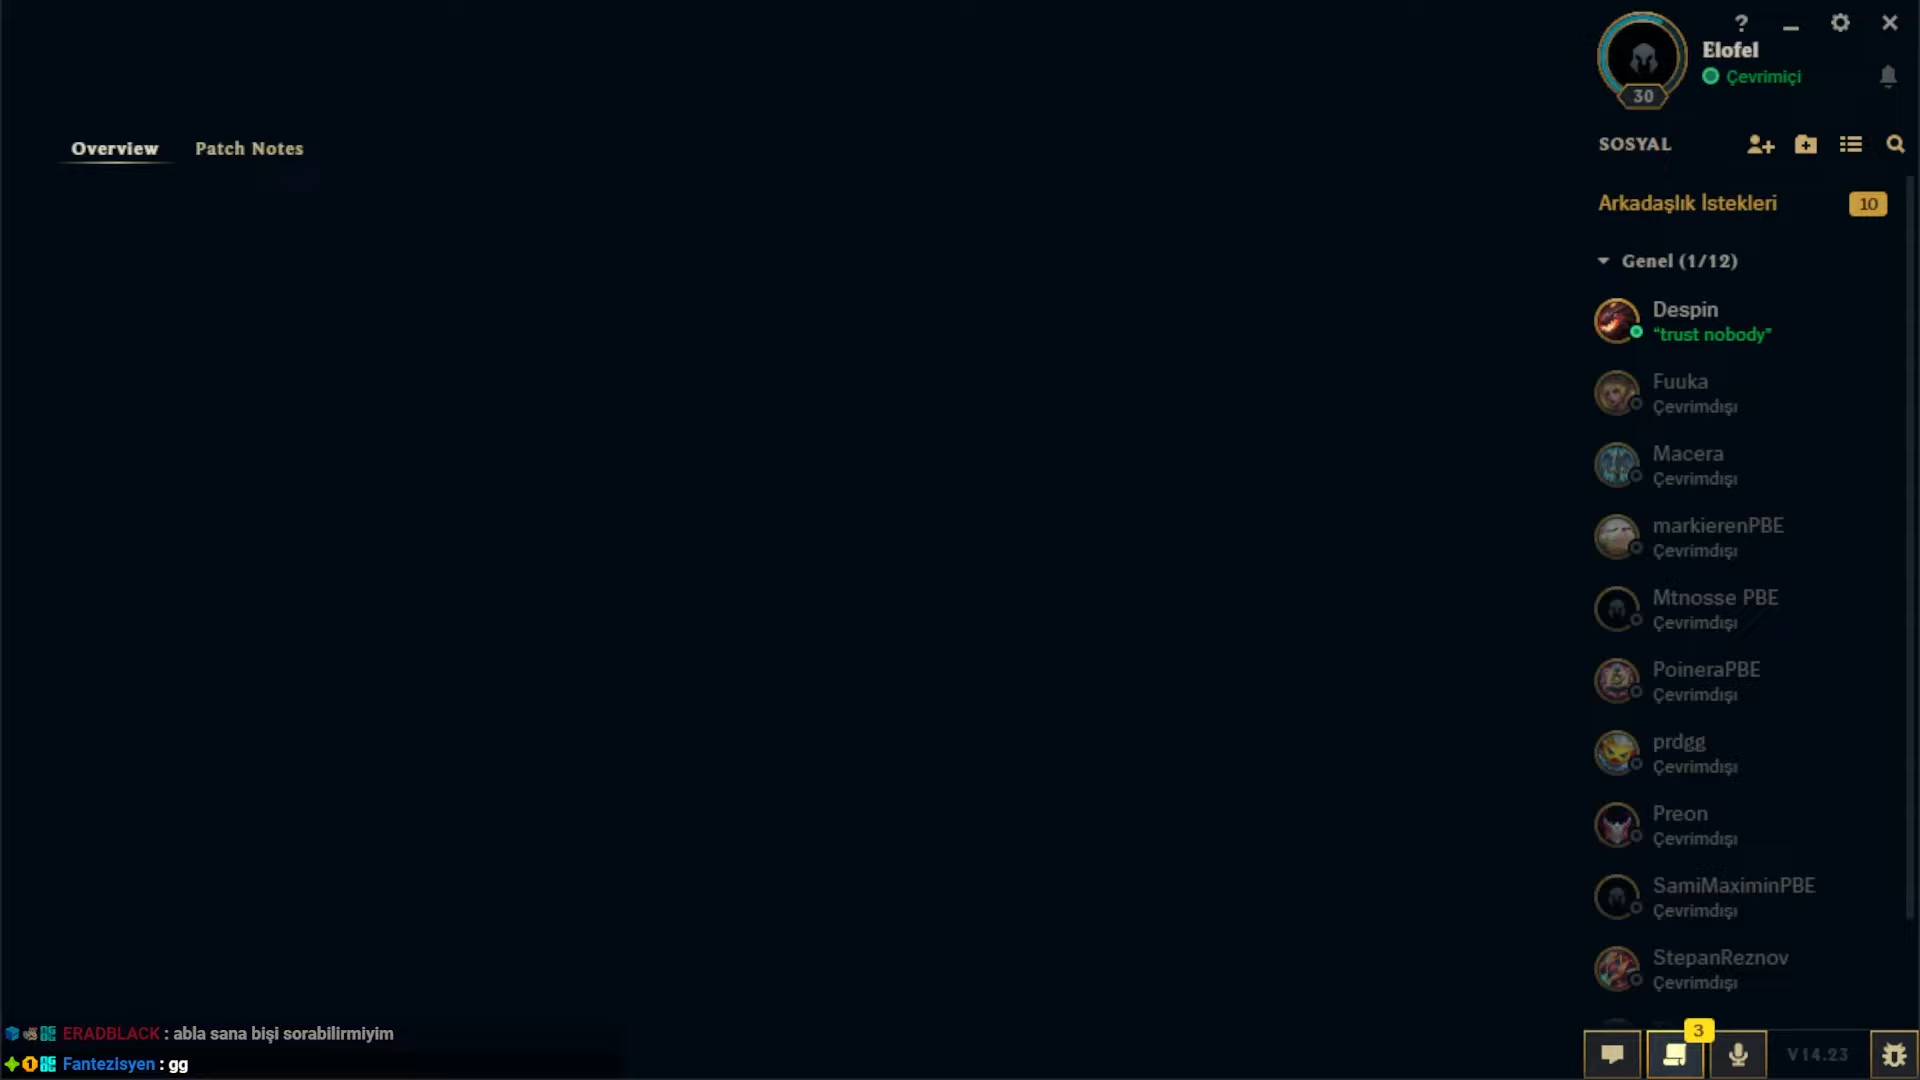 ?
Elofel
Çevrimiçi
30
Overview
Patch Notes
SOSYAL
Arkadaşlık İstekleri
10
Genel (1/12)
Despin
“trust nobody”
Fuuka
Çevrimdışı
Macera
Çevrimdışı
markierenPBE
Çevrimdışı
Mtnosse PBE
Çevrimdışı
PoineraPBE
Çevrimdışı
prdgg
Çevrimdışı
Preon
Çevrimdışı
SamiMaximinPBE
Çevrimdışı
StepanReznov
Çevrimdışı
ERADBLACK : abla sana bişi sorabilirmiyim
1 Fantezisyen : gg
3
V14.23